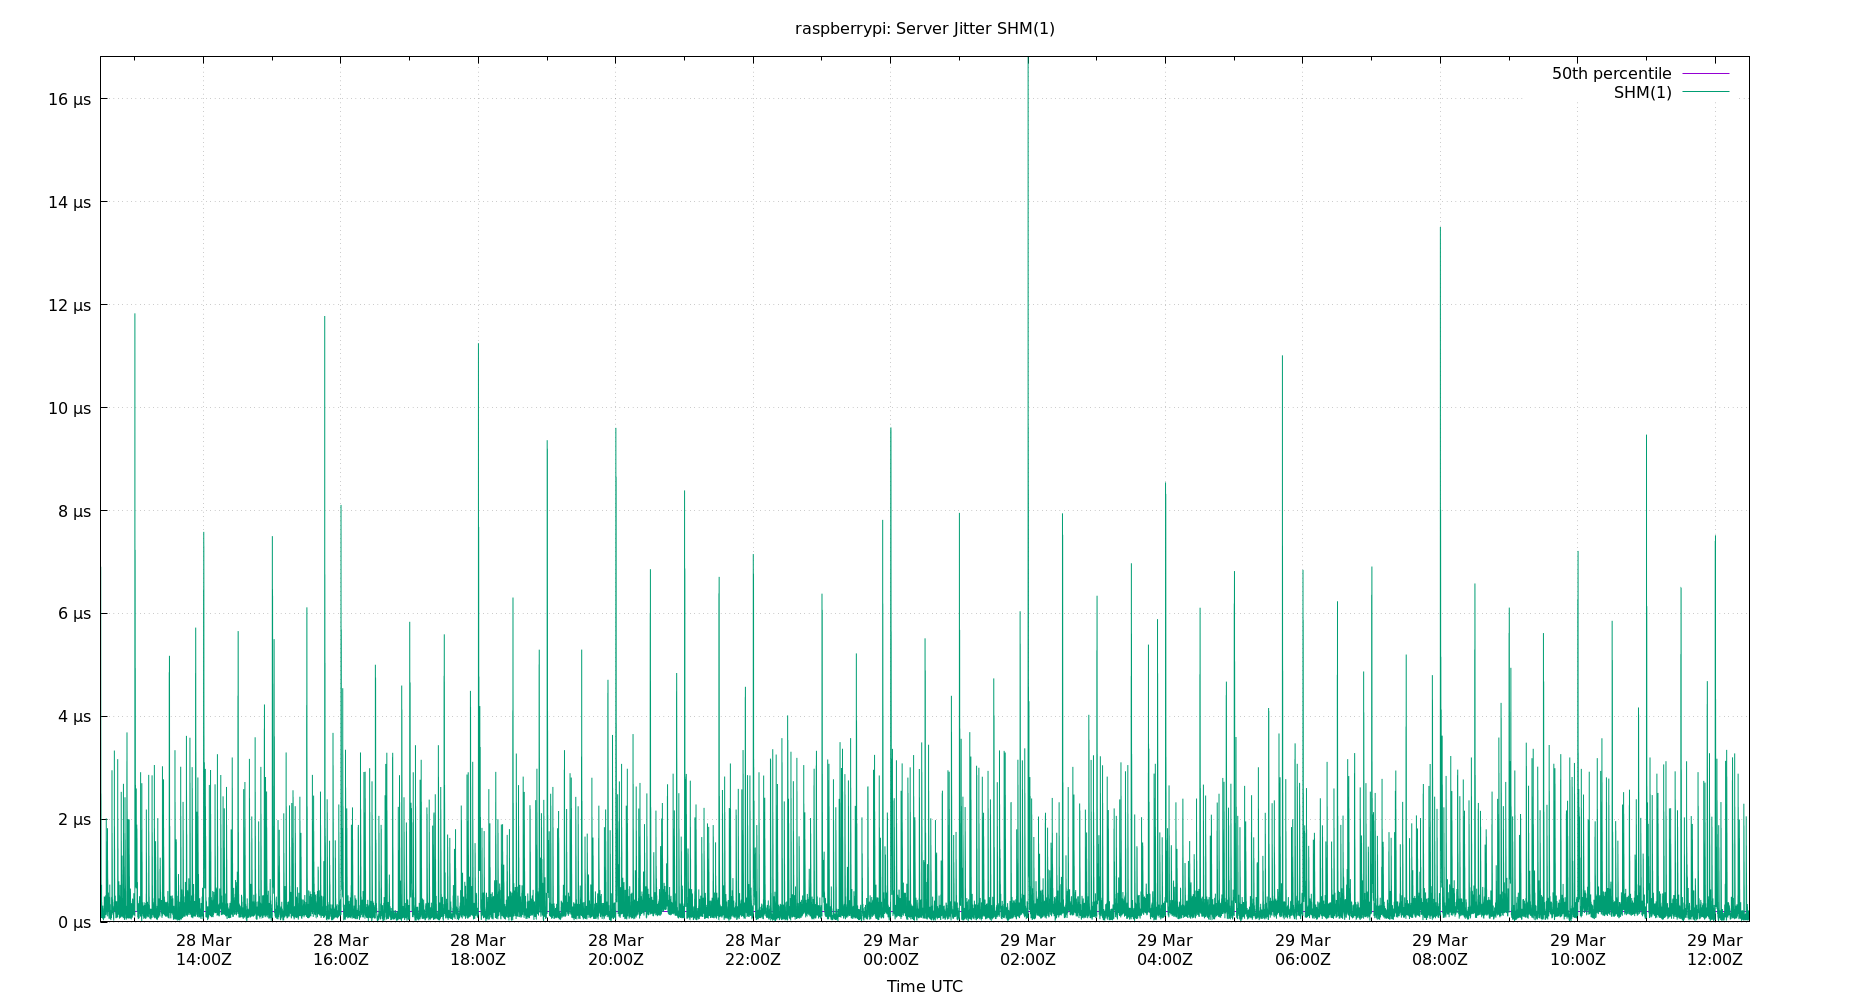 raspberrypi: Server Jitter SHM(1)
50th percentile
SHM(1)
16 µs
14 µs
12 µs
10 µs
8 µs
6 µs
4 µs
2 µs
0 µs
28 Mar 28 Mar 28 Mar 28 Mar 28 Mar 29 Mar 29 Mar 29 Mar 29 Mar 29 Mar 29 Mar 29 Mar
14:00Z 16:00Z 18:00Z 20:00Z 22:00Z 00:00Z 02:00Z 04:00Z 06:00Z 08:00Z 10:00Z 12:00Z
Time UTC